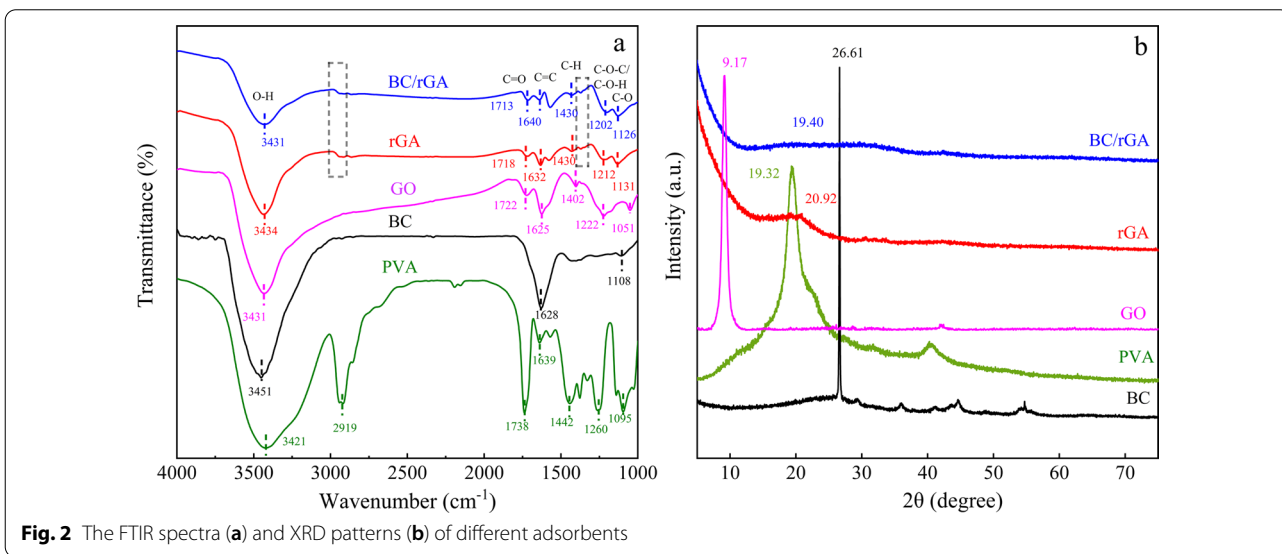 a
BC/rGA
O-H
C=O
C=C
C-H
C-O-C/
C-O-H
C-O
3431
1713
1640
1430
1202
1126
rGA
3434
1718
1632
1430
1212
1131
GO
3431
1722
1625
1402
1222
1051
BC
3451
1628
1108
PVA
3421
2919
1738
1639
1442
1260
1095
Transmittance (%)
4000 3500 3000 2500 2000 1500 1000
Wavenumber (cm⁻¹)
b
9.17
26.61
19.40
BC/rGA
19.32
20.92
rGA
GO
PVA
BC
Intensity (a.u.)
10 20 30 40 50 60 70
2θ (degree)
Fig. 2 The FTIR spectra (a) and XRD patterns (b) of different adsorbents